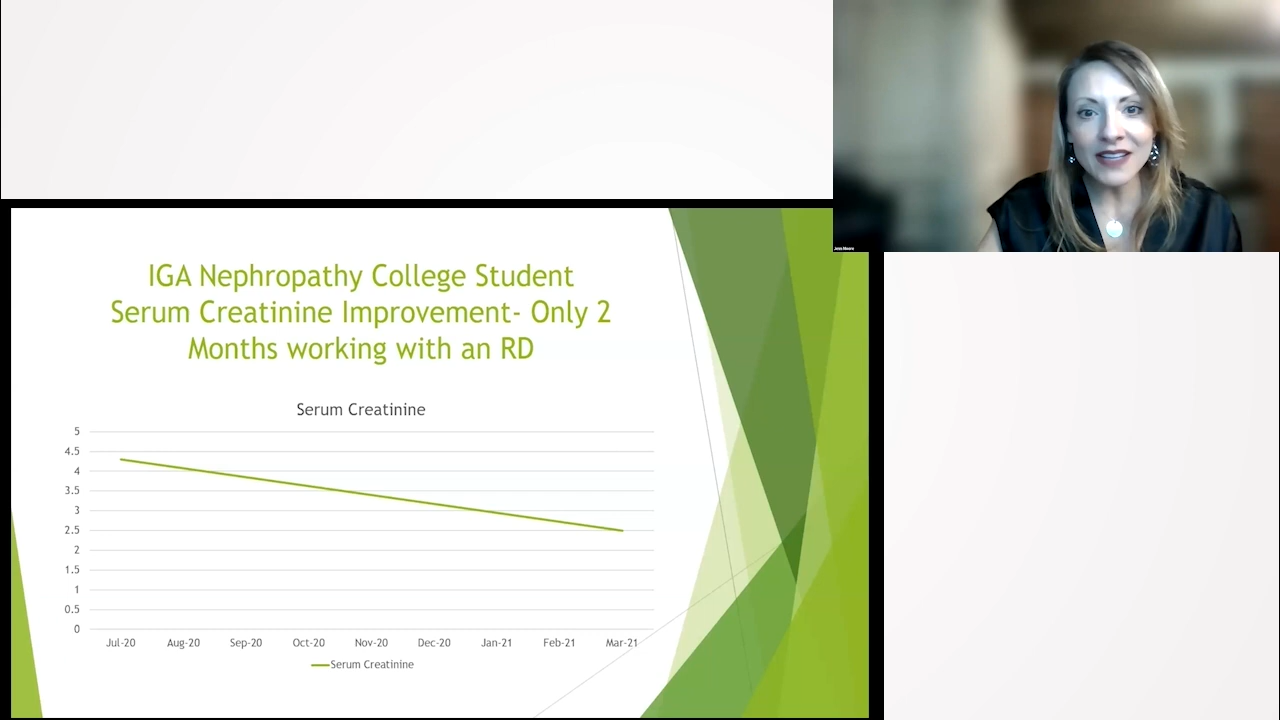 Jenn Moore
IGA Nephropathy College Student
Serum Creatinine Improvement- Only 2
Months working with an RD
Serum Creatinine
5
4.5
4
3.5
3
2.5
2
1.5
1
0.5
0
Jul-20 Aug-20 Sep-20 Oct-20 Nov-20 Dec-20 Jan-21 Feb-21 Mar-21
Serum Creatinine